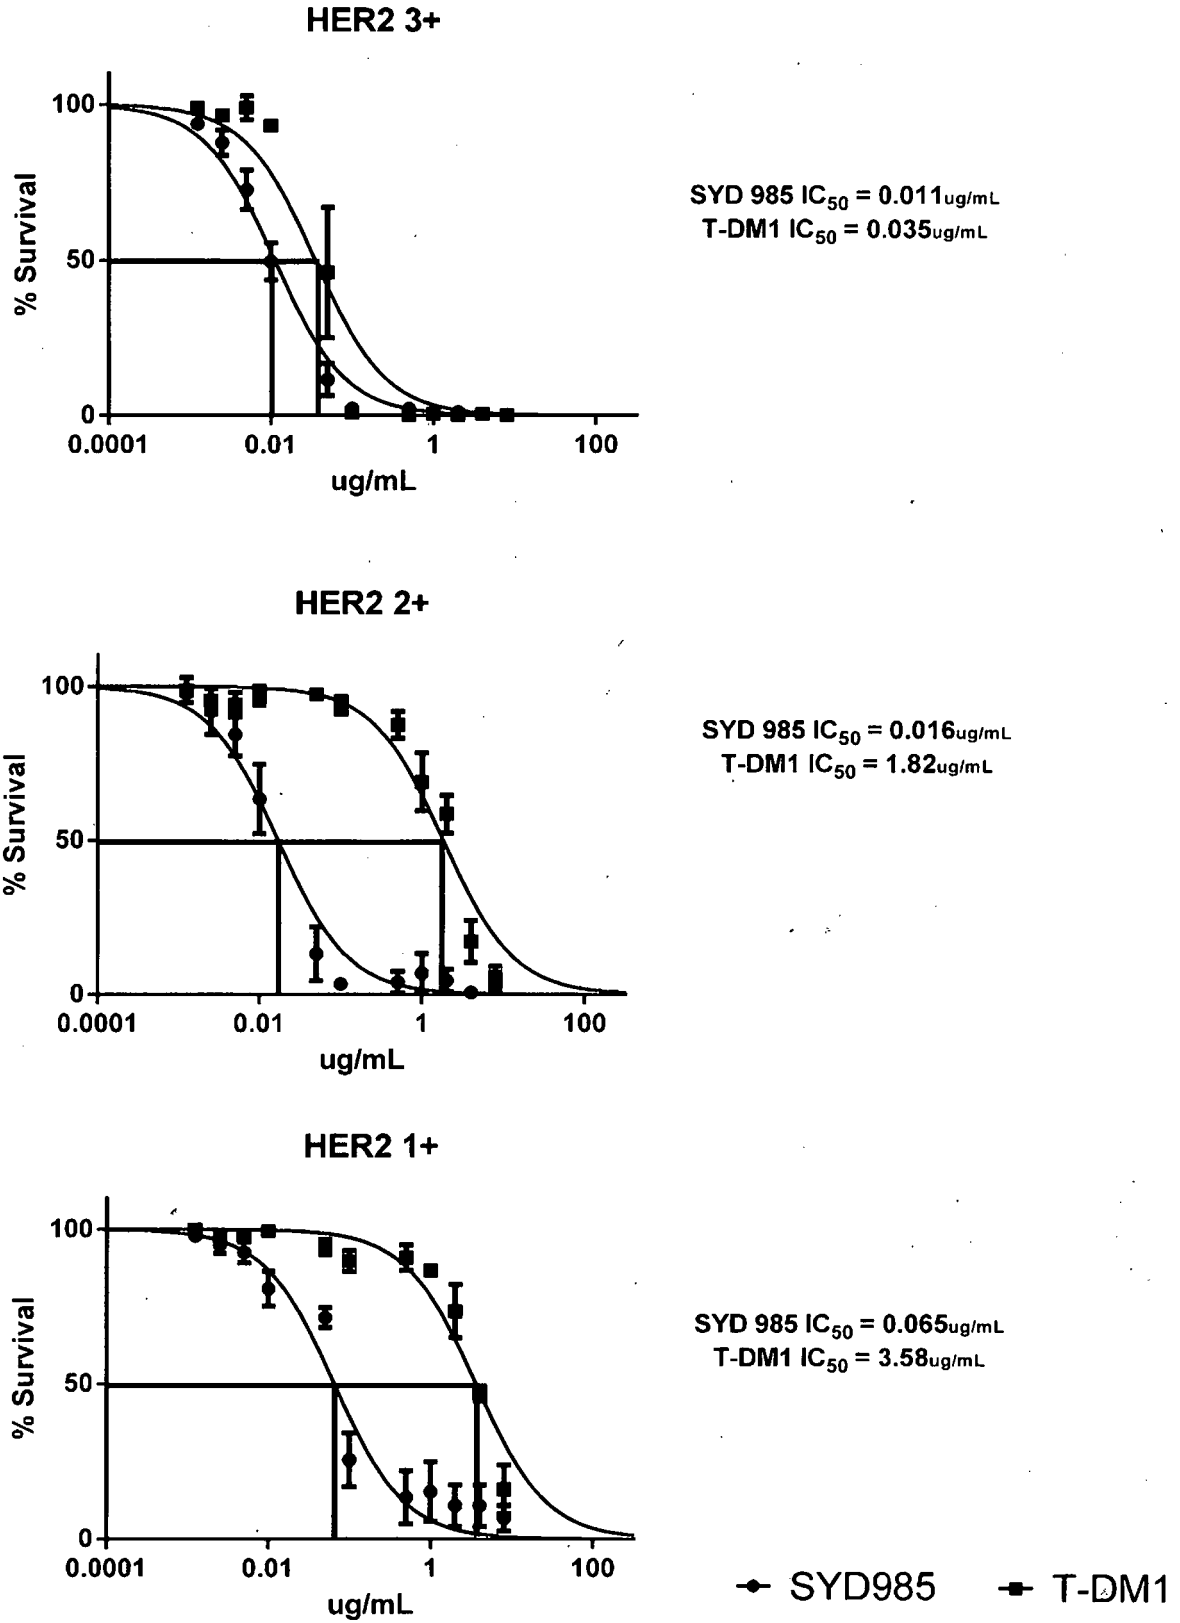 HER2 3+
100
50
0
0.0001 0.01 1 100
% Survival
ug/mL
SYD 985 IC50 = 0.011ug/mL
T-DM1 IC50 = 0.035ug/mL
HER2 2+
100
50
0
0.0001 0.01 1 100
% Survival
ug/mL
SYD 985 IC50 = 0.016ug/mL
T-DM1 IC50 = 1.82ug/mL
HER2 1+
100
50
0
0.0001 0.01 1 100
% Survival
ug/mL
SYD 985 IC50 = 0.065ug/mL
T-DM1 IC50 = 3.58ug/mL
SYD985 T-DM1